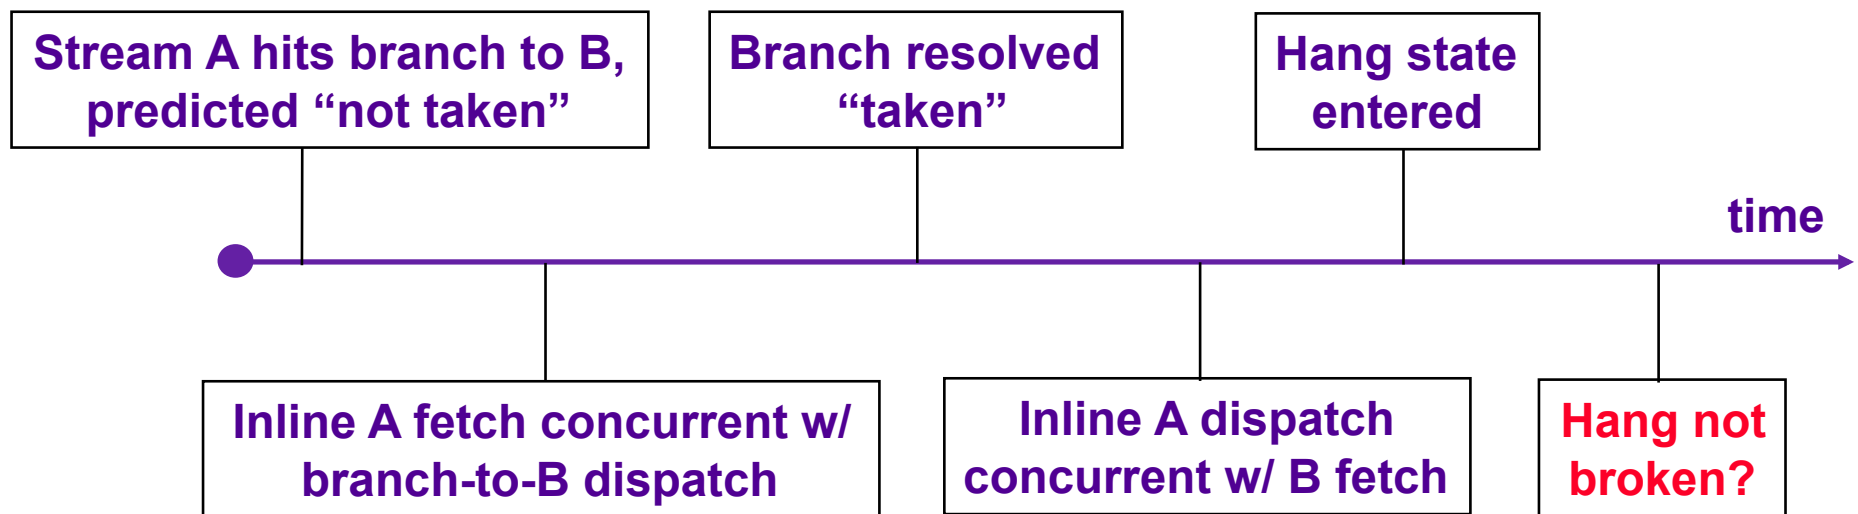 Stream A hits branch to B,
predicted “not taken”
Branch resolved
“taken”
Hang state
entered
time
Inline A fetch concurrent w/
branch-to-B dispatch
Inline A dispatch
concurrent w/ B fetch
Hang not
broken?